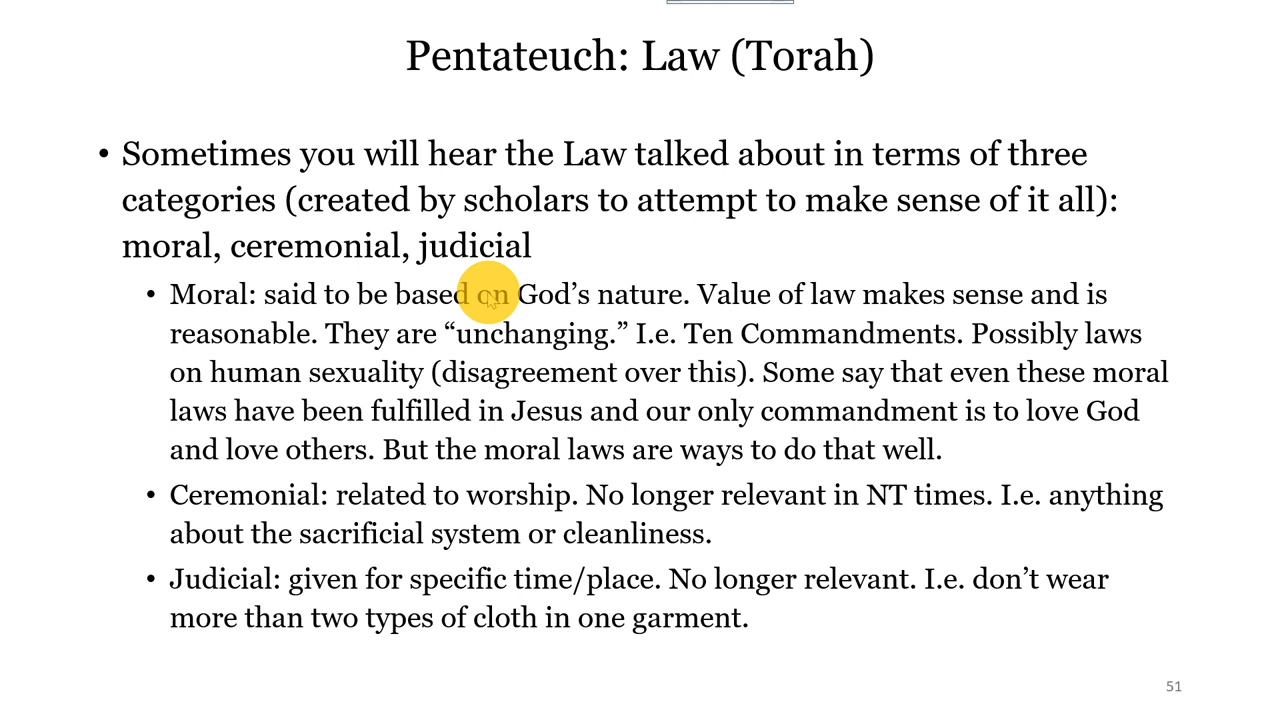 Pentateuch: Law (Torah)
• Sometimes you will hear the Law talked about in terms of three
categories (created by scholars to attempt to make sense of it all):
moral, ceremonial, judicial
• Moral: said to be based on God’s nature. Value of law makes sense and is
reasonable. They are “unchanging.” I.e. Ten Commandments. Possibly laws
on human sexuality (disagreement over this). Some say that even these moral
laws have been fulfilled in Jesus and our only commandment is to love God
and love others. But the moral laws are ways to do that well.
• Ceremonial: related to worship. No longer relevant in NT times. I.e. anything
about the sacrificial system or cleanliness.
• Judicial: given for specific time/place. No longer relevant. I.e. don’t wear
more than two types of cloth in one garment.
51